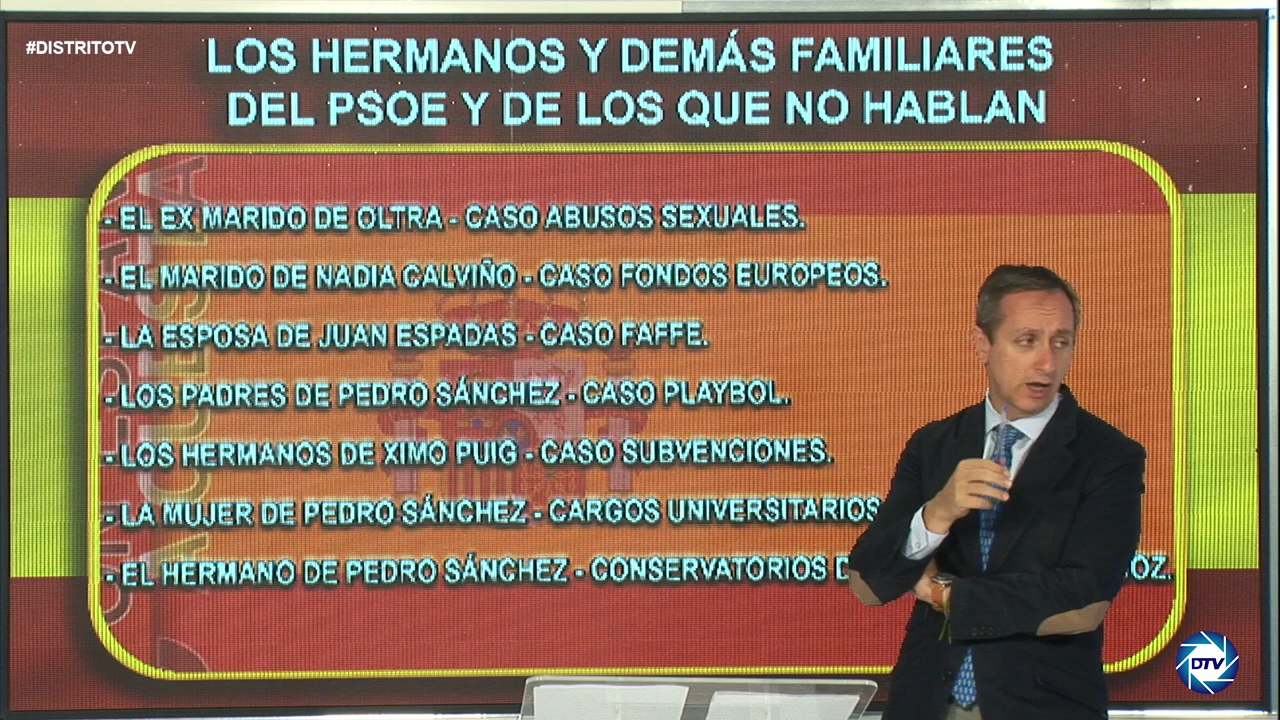 #DISTRITOTV
LOS HERMANOS Y DEMÁS FAMILIARES
DEL PSOE Y DE LOS QUE NO HABLAN
- EL EX MARIDO DE OLTRA - CASO ABUSOS SEXUALES.
- EL MARIDO DE NADIA CALVIÑO - CASO FONDOS EUROPEOS.
- LA ESPOSA DE JUAN ESPADAS - CASO FAFFE.
- LOS PADRES DE PEDRO SÁNCHEZ - CASO PLAYBOL.
- LOS HERMANOS DE XIMO PUIG - CASO SUBVENCIONES.
- LA MUJER DE PEDRO SÁNCHEZ - CARGOS UNIVERSITARIOS
- EL HERMANO DE PEDRO SÁNCHEZ - CONSERVATORIOS D OZ.
DTV